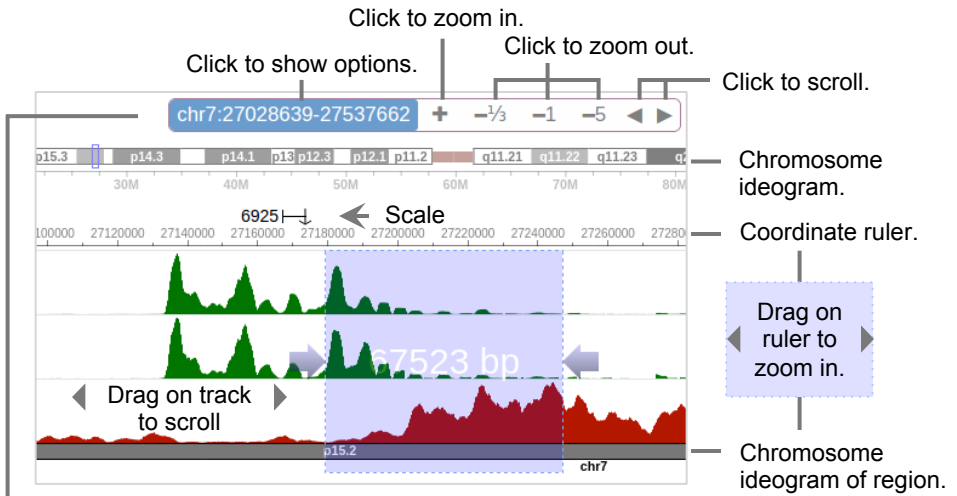 Click to zoom in.
Click to zoom out.
Click to show options.
Click to scroll.
chr7:27028639-27537662 + −⅓ −1 −5
p15.3 p14.3 p14.1 p13 p12.3 p12.1 p11.2 q11.21 q11.22 q11.23
Chromosome
ideogram.
30M 40M 50M 60M 70M 80M
6925 Scale
27120000 27140000 27160000 27180000 27200000 27220000 27240000 27260000
Coordinate ruler.
Drag on
ruler to
zoom in.
67523 bp
Drag on track
to scroll
p15.2
chr7
Chromosome
ideogram of region.